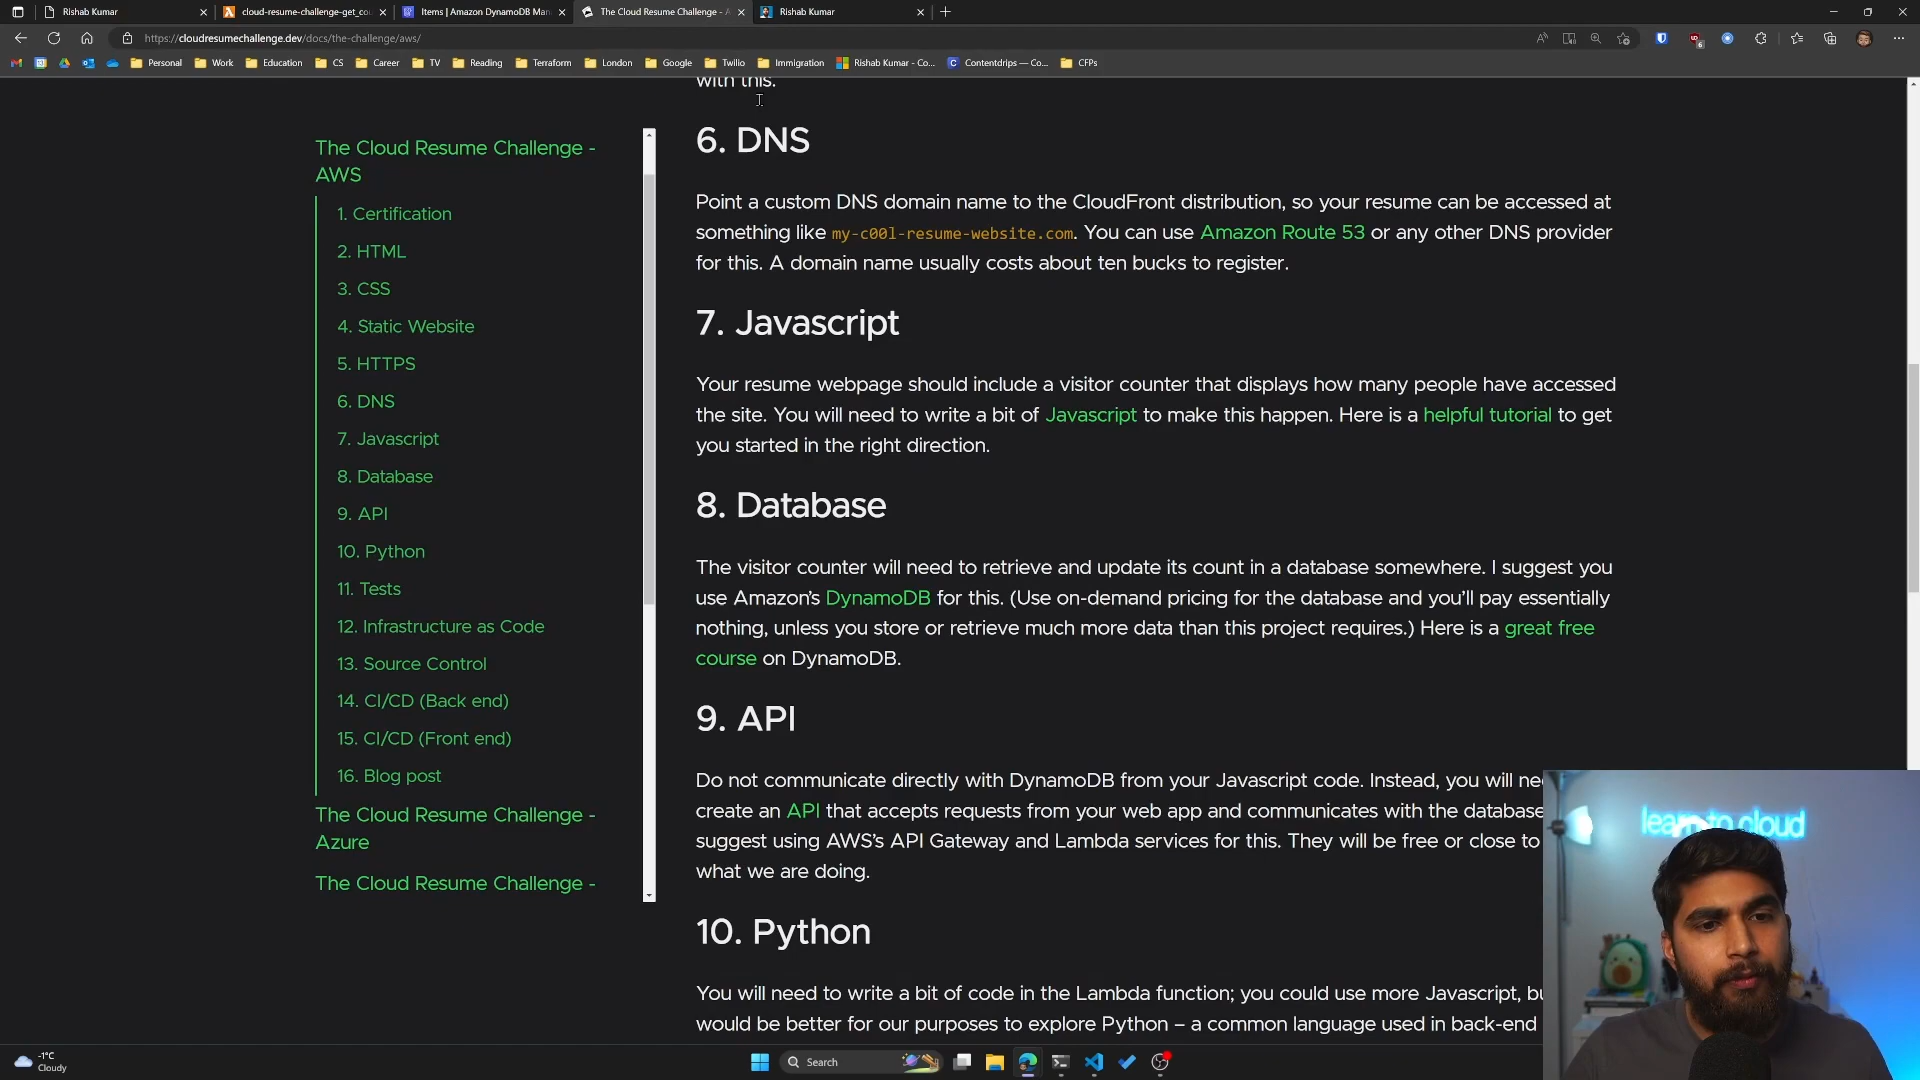 Rishab Kumar
cloud-resume-challenge-get_cou
Items | Amazon DynamoDB Man
The Cloud Resume Challenge - A
Rishab Kumar
https://cloudresumechallenge.dev/docs/the-challenge/aws/
Personal
Work
Education
CS
Career
TV
Reading
Terraform
London
Google
Twilio
Immigration
Rishab Kumar - Co...
Contentdrips — Co...
CFPs
with this.
The Cloud Resume Challenge -
AWS
1. Certification
2. HTML
3. CSS
4. Static Website
5. HTTPS
6. DNS
7. Javascript
8. Database
9. API
10. Python
11. Tests
12. Infrastructure as Code
13. Source Control
14. CI/CD (Back end)
15. CI/CD (Front end)
16. Blog post
The Cloud Resume Challenge -
Azure
The Cloud Resume Challenge -
6. DNS
Point a custom DNS domain name to the CloudFront distribution, so your resume can be accessed at
something like my-c00l-resume-website.com. You can use Amazon Route 53 or any other DNS provider
for this. A domain name usually costs about ten bucks to register.
7. Javascript
Your resume webpage should include a visitor counter that displays how many people have accessed
the site. You will need to write a bit of Javascript to make this happen. Here is a helpful tutorial to get
you started in the right direction.
8. Database
The visitor counter will need to retrieve and update its count in a database somewhere. I suggest you
use Amazon’s DynamoDB for this. (Use on-demand pricing for the database and you’ll pay essentially
nothing, unless you store or retrieve much more data than this project requires.) Here is a great free
course on DynamoDB.
9. API
Do not communicate directly with DynamoDB from your Javascript code. Instead, you will ne
create an API that accepts requests from your web app and communicates with the database
suggest using AWS’s API Gateway and Lambda services for this. They will be free or close to
what we are doing.
10. Python
You will need to write a bit of code in the Lambda function; you could use more Javascript, bu
would be better for our purposes to explore Python – a common language used in back-end
learn to cloud
-1°C
Cloudy
Search